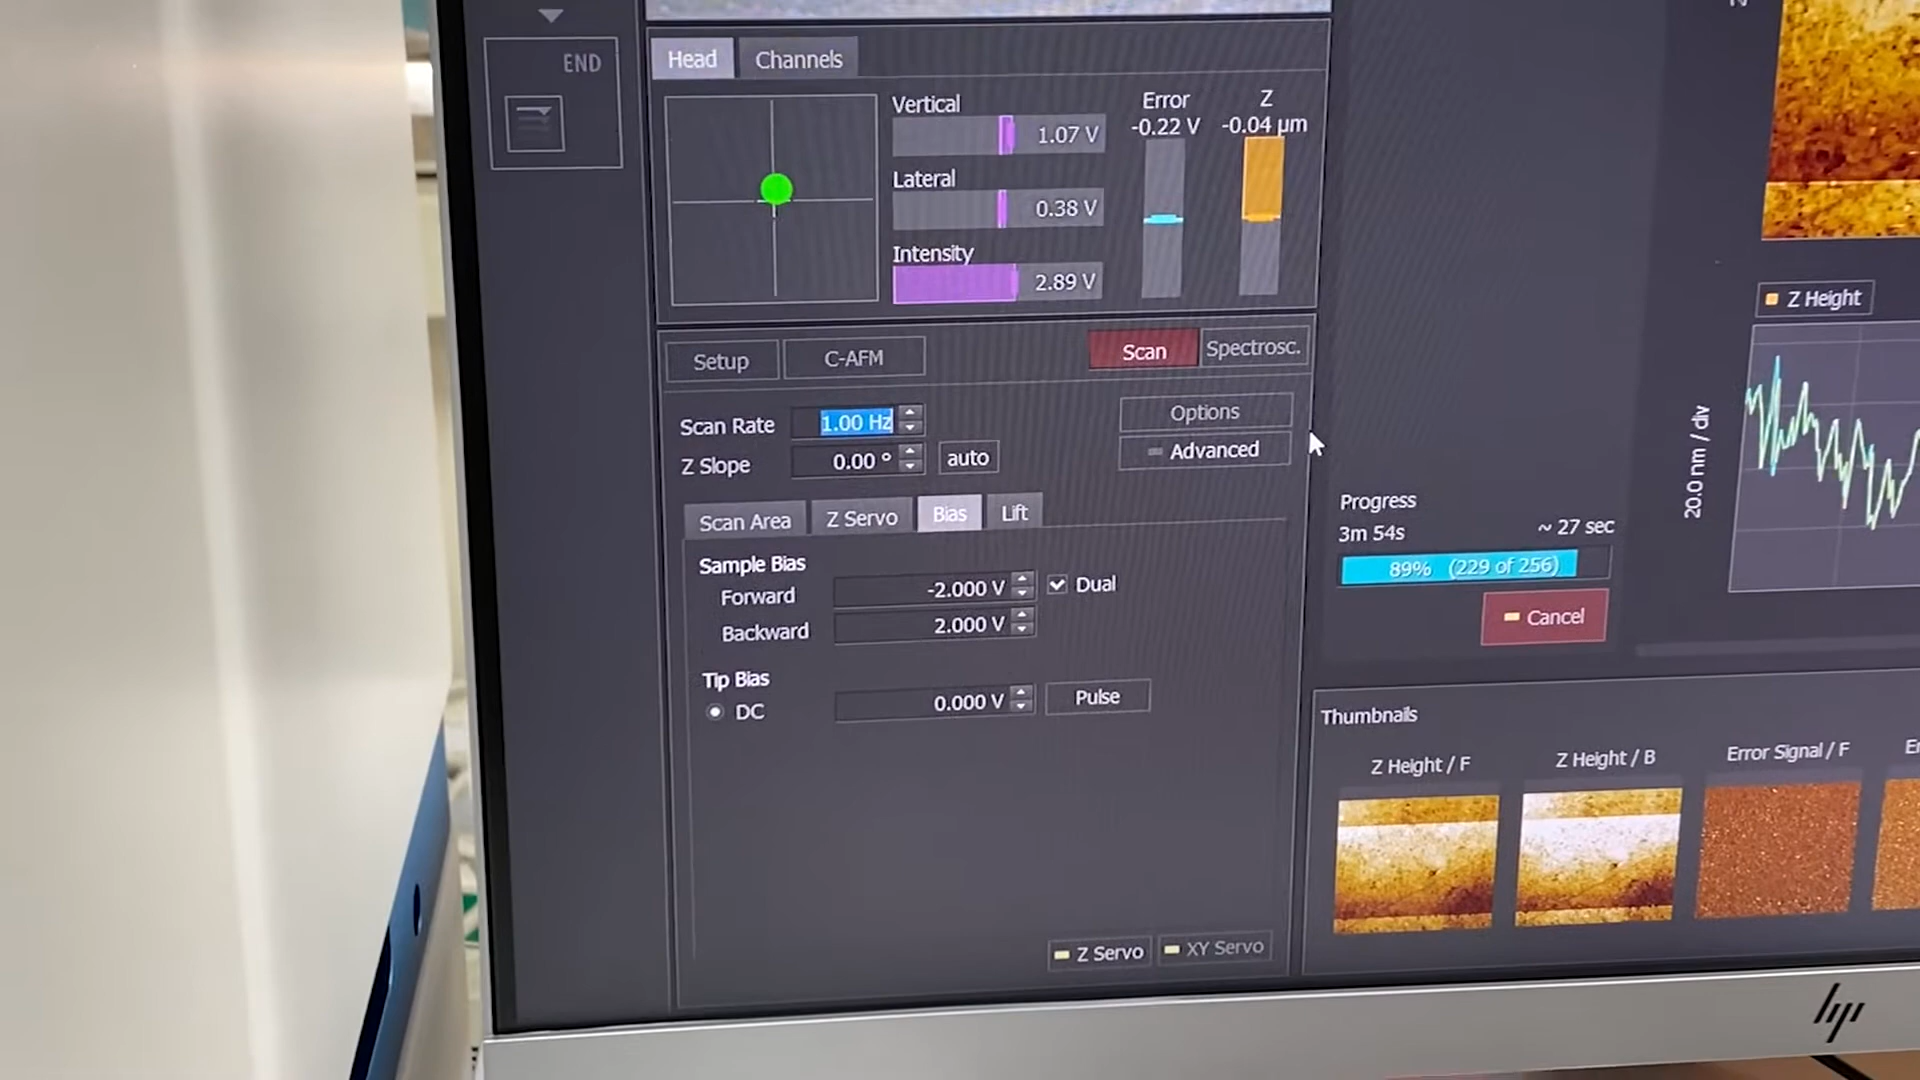 END
Head
Channels
Vertical
1.07 V
Lateral
0.38 V
Intensity
2.89 V
Error
-0.22 V
Z
-0.04 µm
Setup
C-AFM
Scan
Spectrosc.
Scan Rate
1.00 Hz
Z Slope
0.00 °
auto
Options
Advanced
Scan Area
Z Servo
Bias
Lift
Sample Bias
Forward
-2.000 V
Dual
Backward
2.000 V
Tip Bias
DC
0.000 V
Pulse
Z Servo
XY Servo
Progress
3m 54s
~ 27 sec
89% (229 of 256)
Cancel
Z Height
20.0 nm / div
Thumbnails
Z Height / F
Z Height / B
Error Signal / F
hp